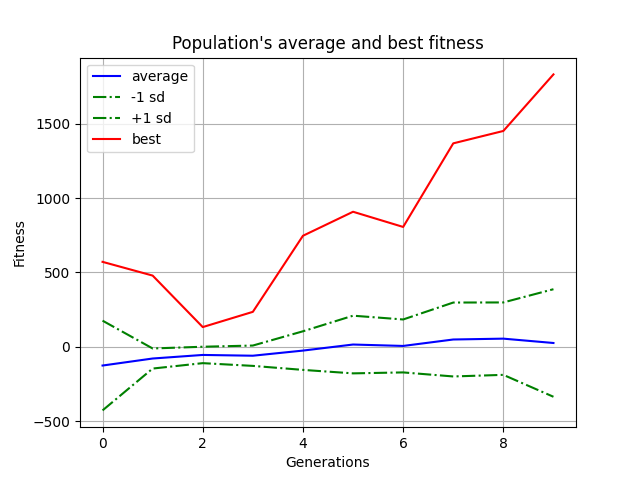 Population's average and best fitness
average
-1 sd
+1 sd
best
Fitness
1500
1000
500
0
−500
0 2 4 6 8
Generations